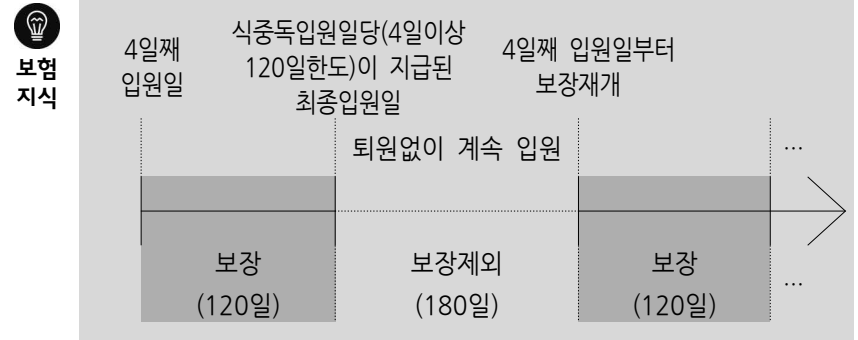 보험
지식
4일째
입원일
식중독입원일당(4일이상
120일한도)이 지급된
최종입원일
4일째 입원일부터
보장재개
퇴원없이 계속 입원
...
보장
(120일)
보장제외
(180일)
보장
(120일)
...